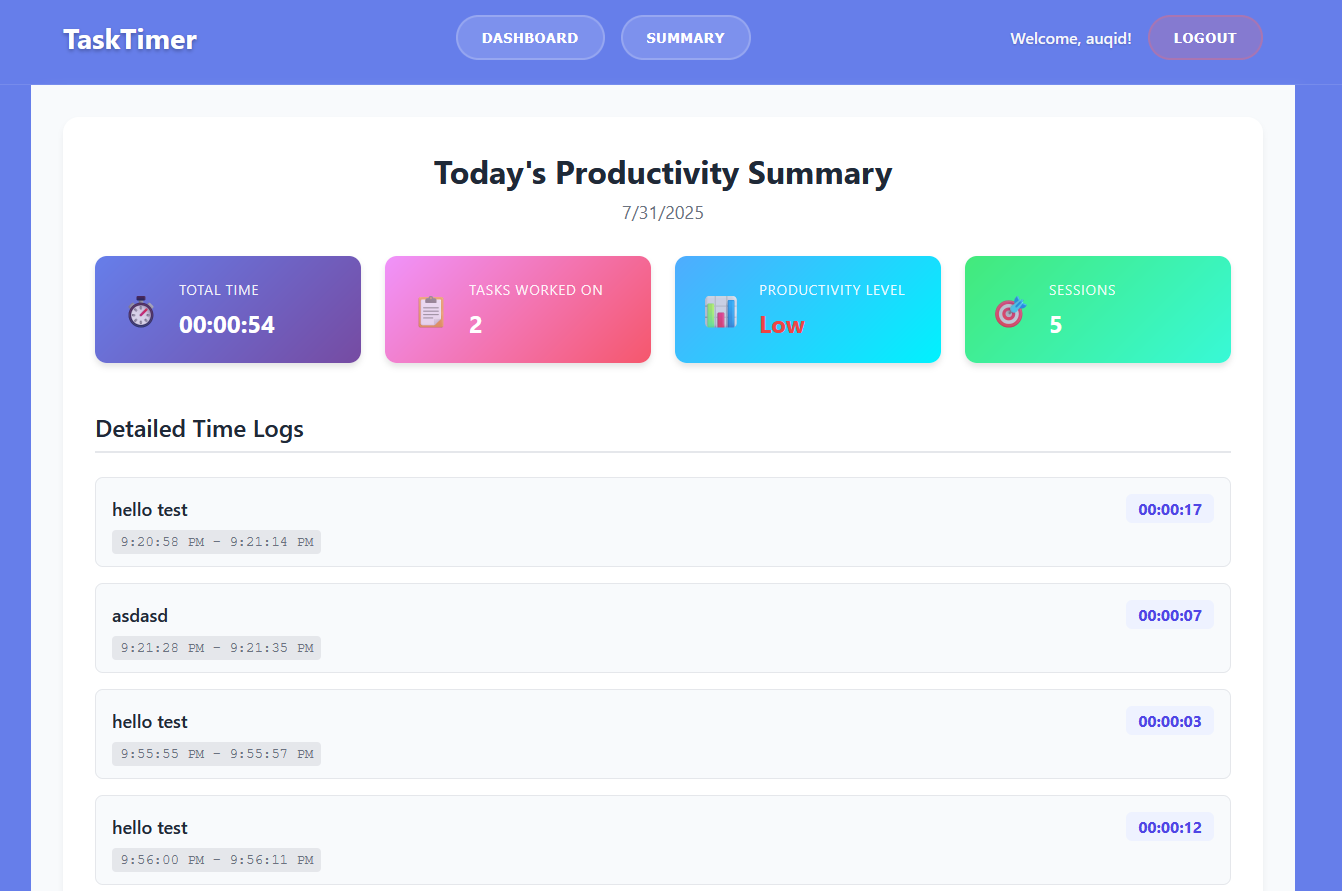 TaskTimer
DASHBOARD
SUMMARY
Welcome, auqid!
LOGOUT
Today's Productivity Summary
7/31/2025
TOTAL TIME
00:00:54
TASKS WORKED ON
2
PRODUCTIVITY LEVEL
Low
SESSIONS
5
Detailed Time Logs
hello test
00:00:17
9:20:58 PM - 9:21:14 PM
asdasd
00:00:07
9:21:28 PM - 9:21:35 PM
hello test
00:00:03
9:55:55 PM - 9:55:57 PM
hello test
00:00:12
9:56:00 PM - 9:56:11 PM